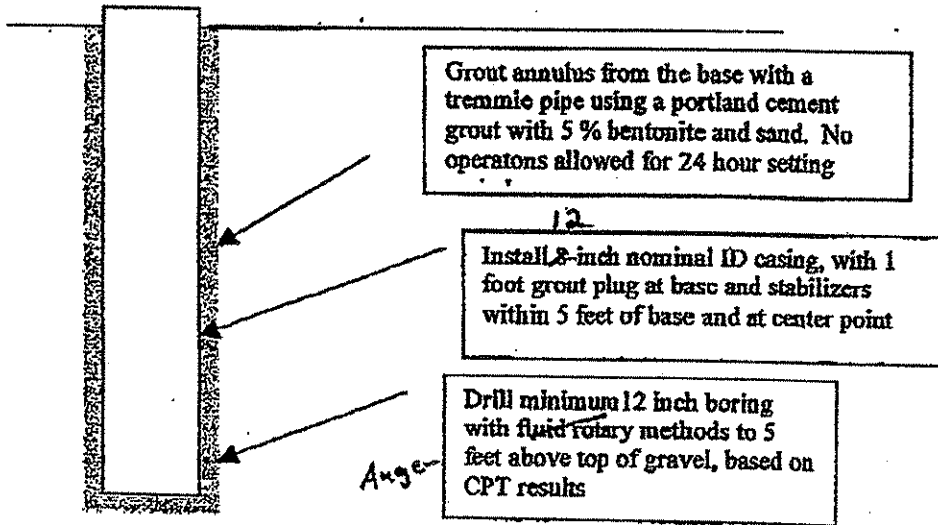 Grout annulus from the base with a
tremmie pipe using a portland cement
grout with 5 % bentonite and sand. No
operatons allowed for 24 hour setting
12
Install 8-inch nominal ID casing, with 1
foot grout plug at base and stabilizers
within 5 feet of base and at center point
Drill minimum 12 inch boring
with fluid rotary methods to 5
feet above top of gravel, based on
CPT results
Auger